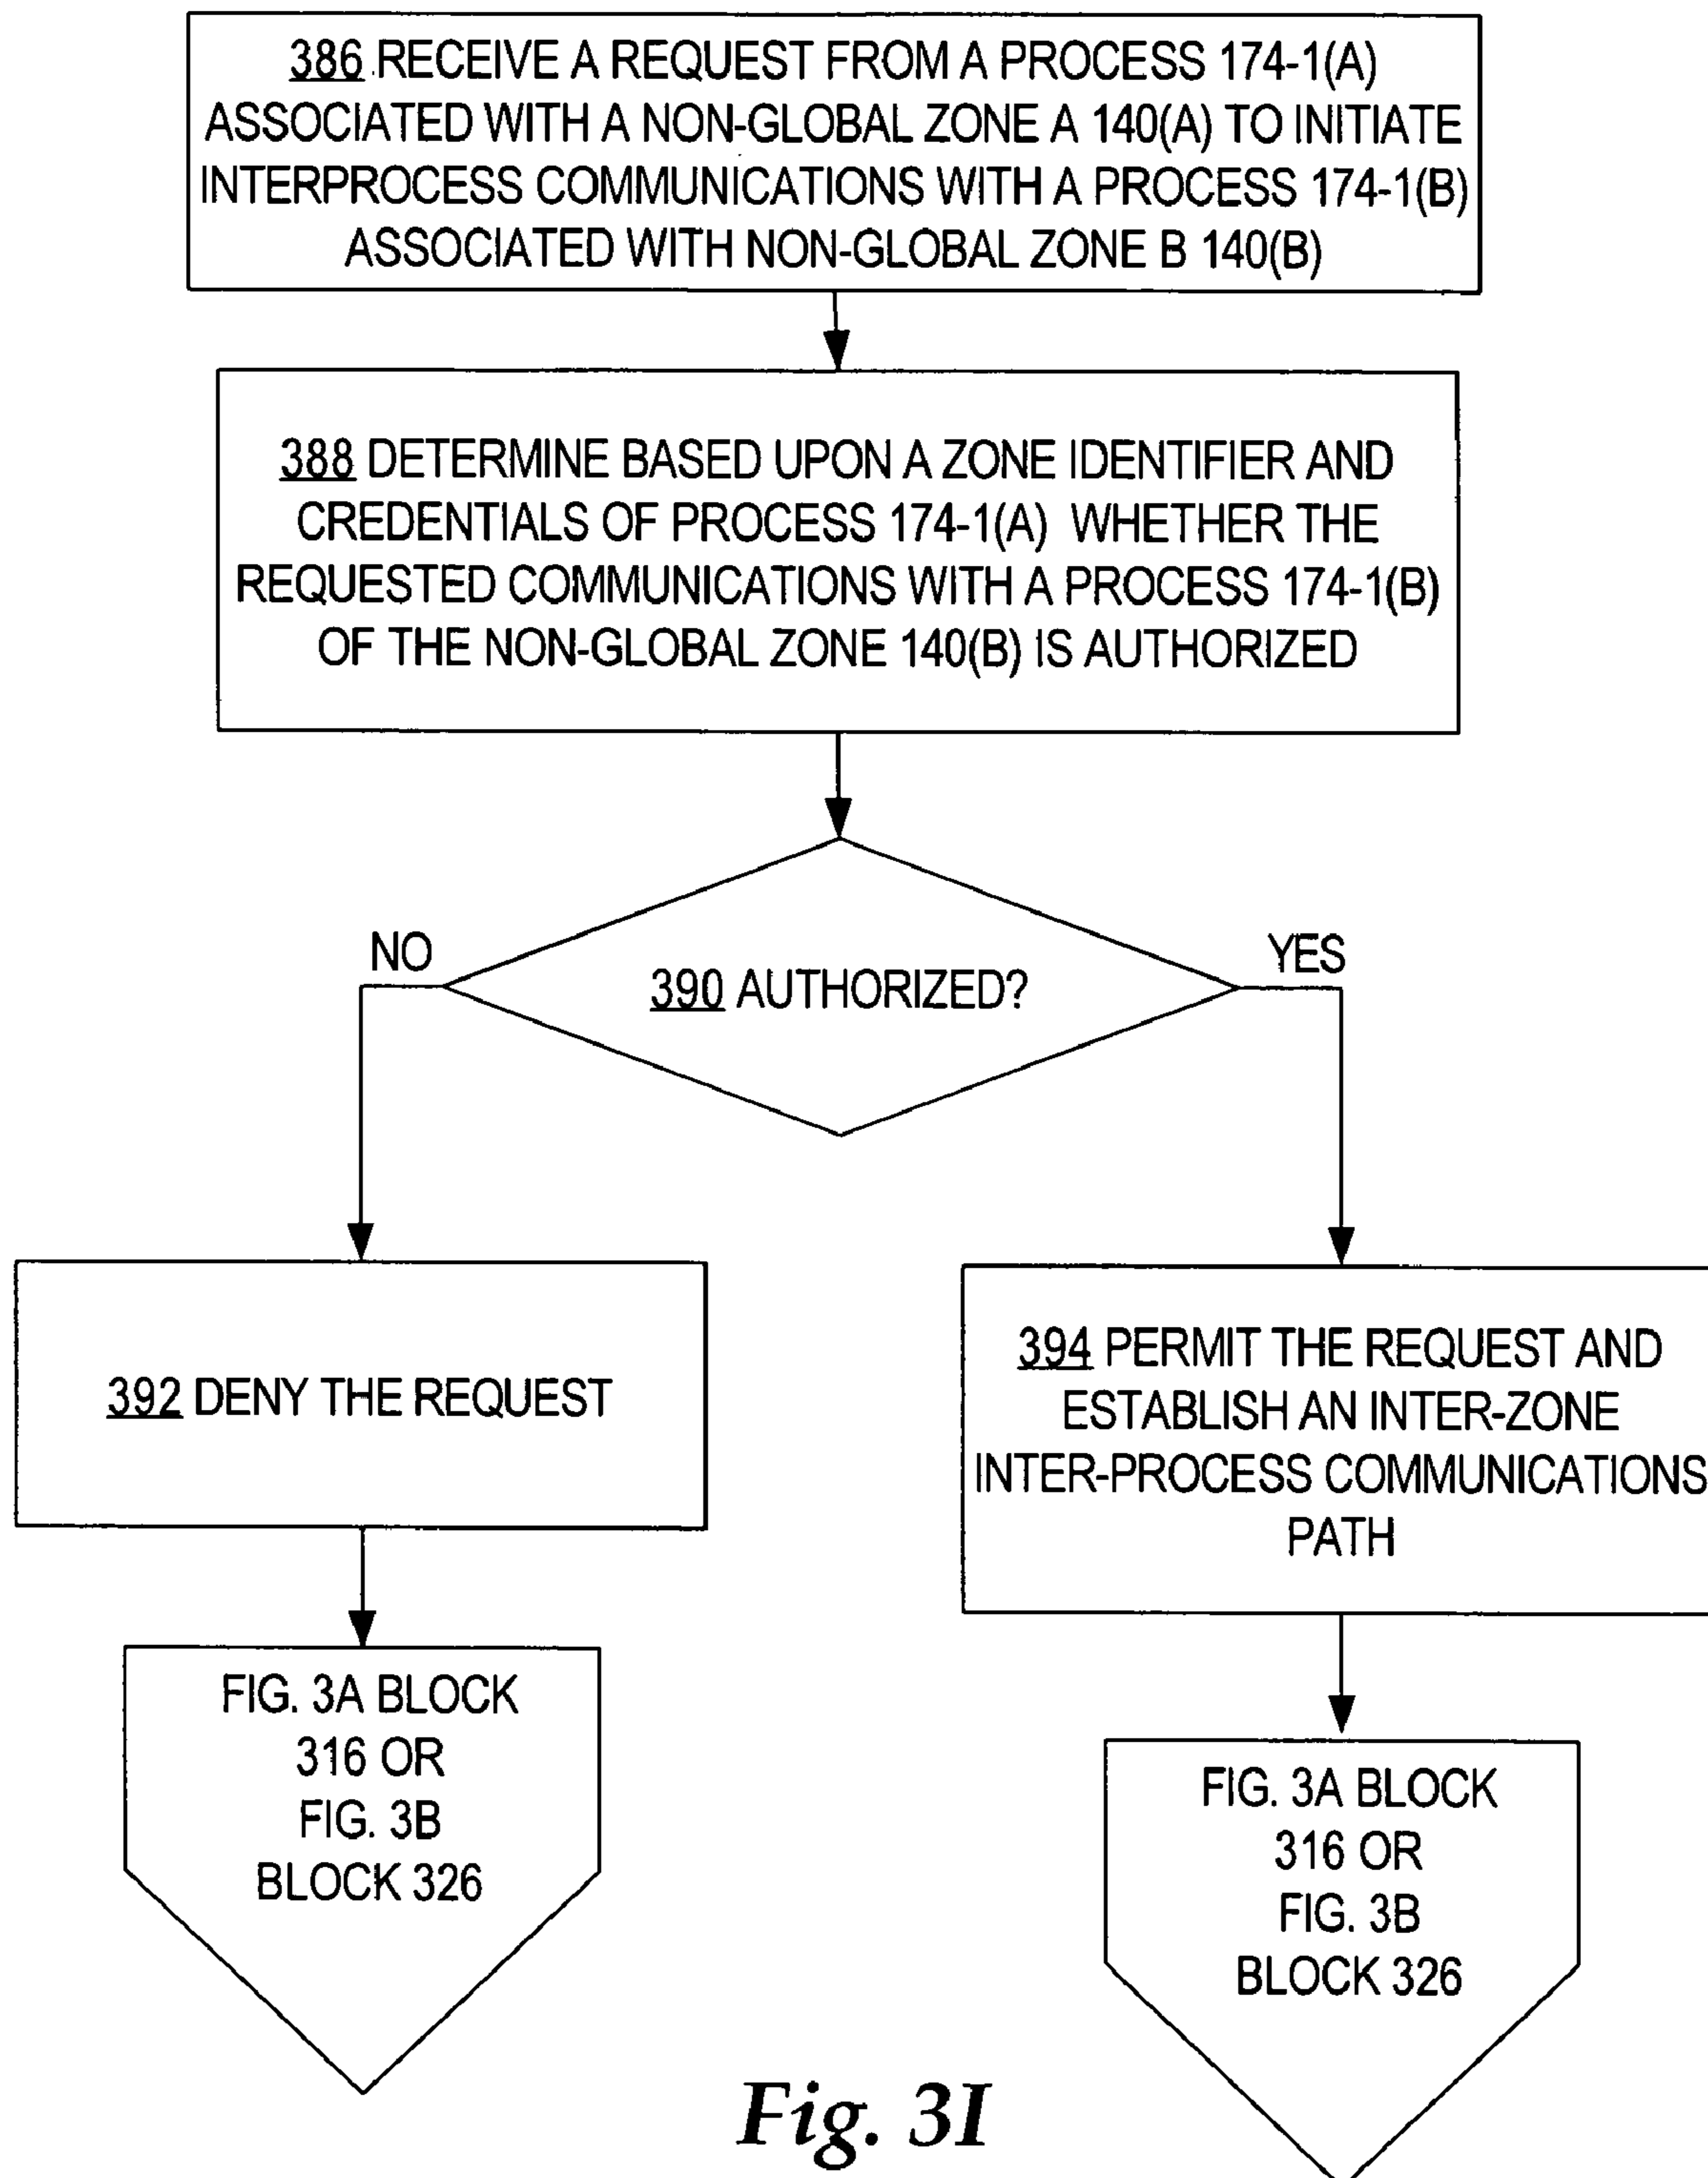 386 RECEIVE A REQUEST FROM A PROCESS 174-1(A)
ASSOCIATED WITH A NON-GLOBAL ZONE A 140(A) TO INITIATE
INTERPROCESS COMMUNICATIONS WITH A PROCESS 174-1(B)
ASSOCIATED WITH NON-GLOBAL ZONE B 140(B)
388 DETERMINE BASED UPON A ZONE IDENTIFIER AND
CREDENTIALS OF PROCESS 174-1(A) WHETHER THE
REQUESTED COMMUNICATIONS WITH A PROCESS 174-1(B)
OF THE NON-GLOBAL ZONE 140(B) IS AUTHORIZED
NO
YES
390 AUTHORIZED?
392 DENY THE REQUEST
394 PERMIT THE REQUEST AND
ESTABLISH AN INTER-ZONE
INTER-PROCESS COMMUNICATIONS
PATH
FIG. 3A BLOCK
316 OR
FIG. 3B
BLOCK 326
FIG. 3A BLOCK
316 OR
FIG. 3B
BLOCK 326
Fig. 3I